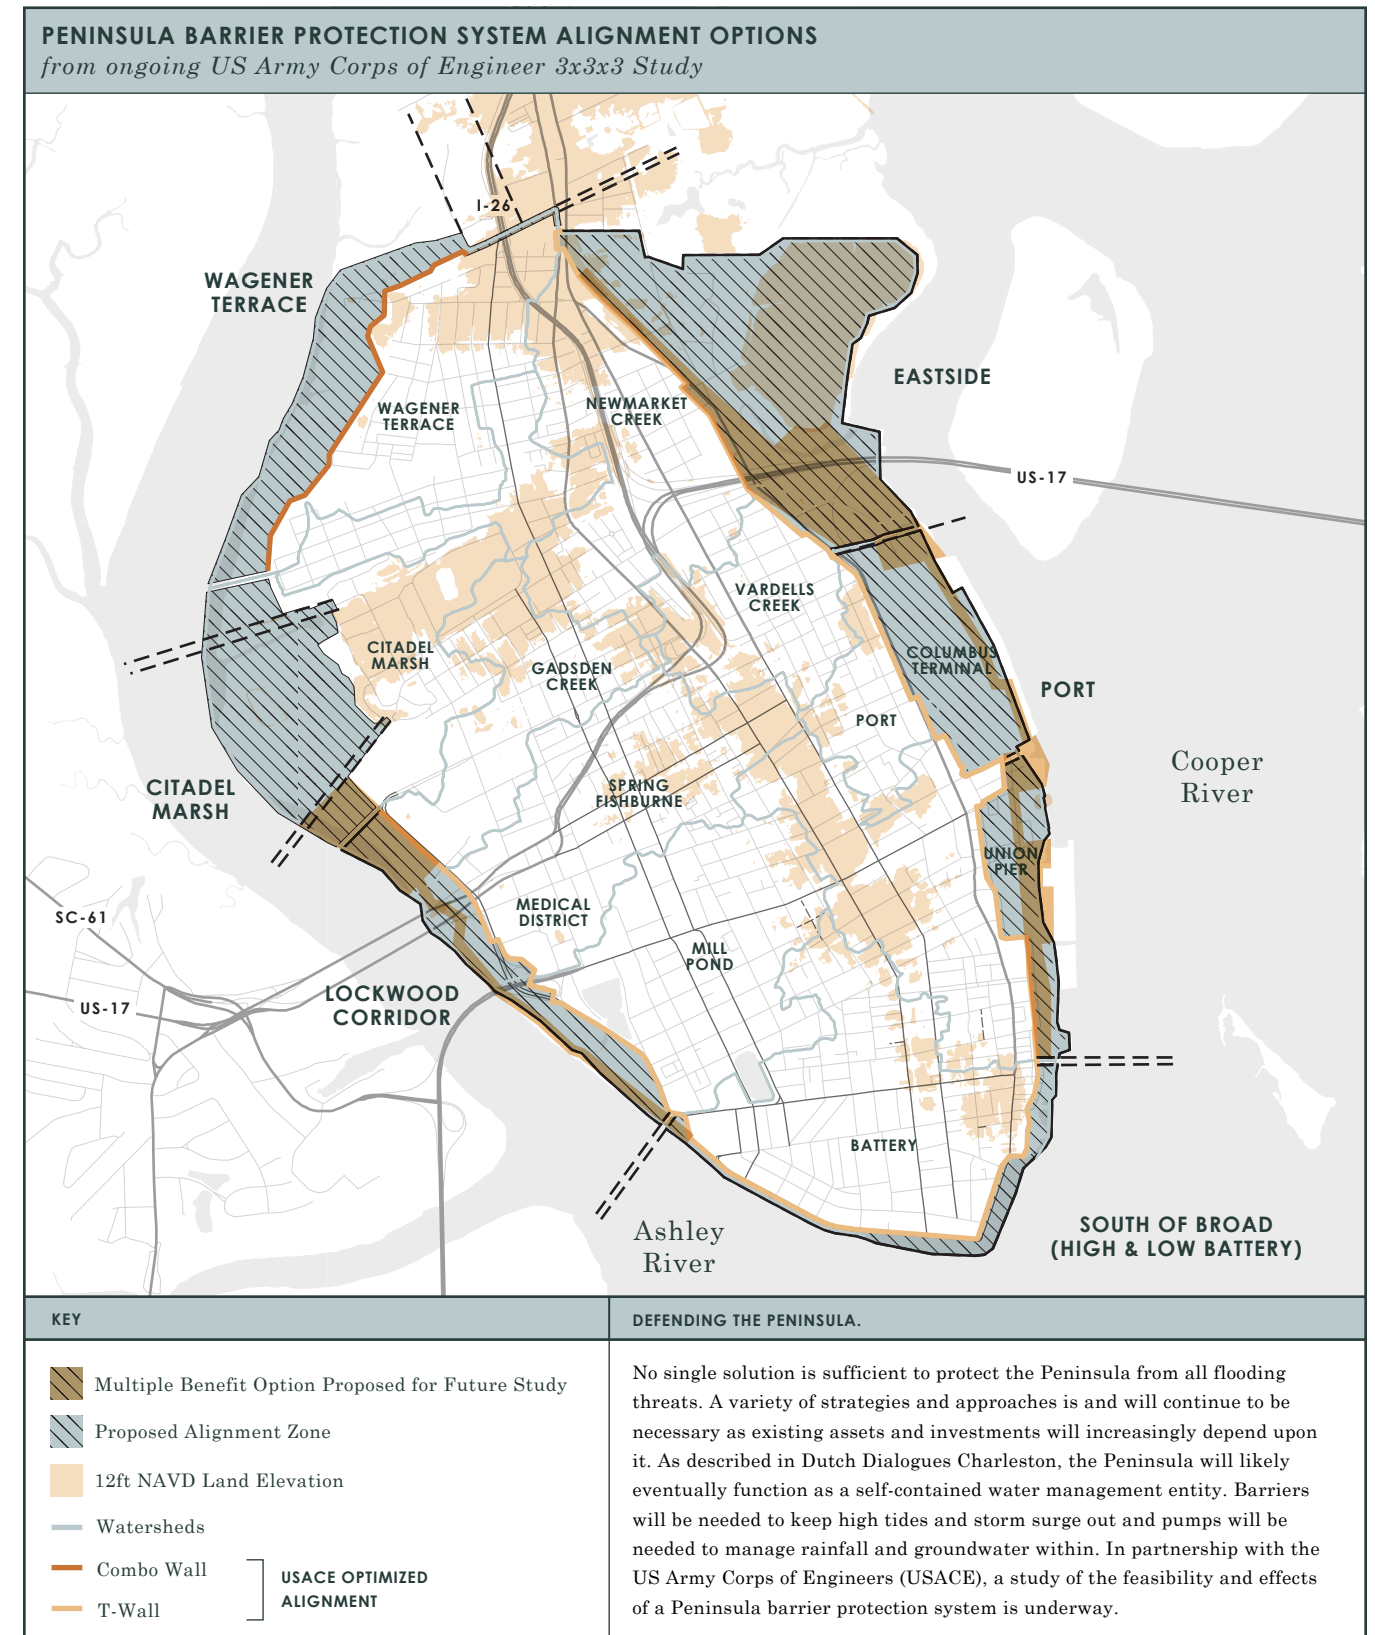 PENINSULA BARRIER PROTECTION SYSTEM ALIGNMENT OPTIONS
from ongoing US Army Corps of Engineer 3x3x3 Study
I-26
WAGENER
TERRACE
EASTSIDE
WAGENER
TERRACE
NEWMARKET
CREEK
US-17
VARDELLS
CREEK
CITADEL
MARSH
GADSDEN
CREEK
COLUMBUS
TERMINAL
PORT
PORT
Cooper
River
CITADEL
MARSH
SPRING
FISHBURNE
UNION
PIER
SC-61
MEDICAL
DISTRICT
MILL
POND
US-17
LOCKWOOD
CORRIDOR
BATTERY
Ashley
River
SOUTH OF BROAD
(HIGH & LOW BATTERY)
KEY
Multiple Benefit Option Proposed for Future Study
Proposed Alignment Zone
12ft NAVD Land Elevation
Watersheds
Combo Wall
T-Wall
USACE OPTIMIZED
ALIGNMENT
DEFENDING THE PENINSULA.
No single solution is sufficient to protect the Peninsula from all flooding
threats. A variety of strategies and approaches is and will continue to be
necessary as existing assets and investments will increasingly depend upon
it. As described in Dutch Dialogues Charleston, the Peninsula will likely
eventually function as a self-contained water management entity. Barriers
will be needed to keep high tides and storm surge out and pumps will be
needed to manage rainfall and groundwater within. In partnership with the
US Army Corps of Engineers (USACE), a study of the feasibility and effects
of a Peninsula barrier protection system is underway.